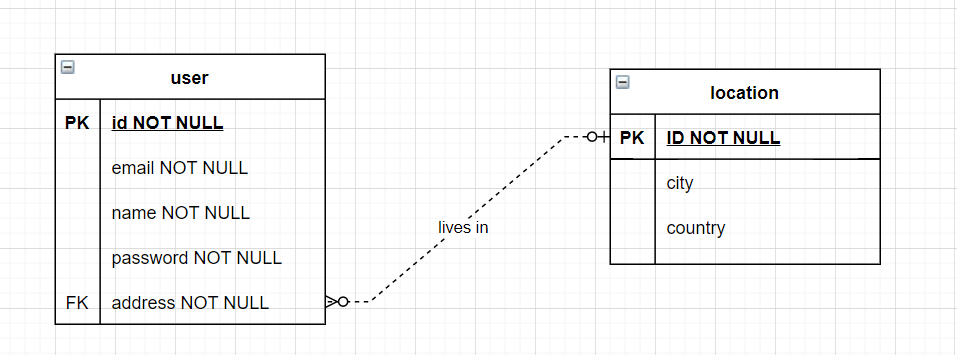 user
PK id NOT NULL
email NOT NULL
name NOT NULL
password NOT NULL
FK address NOT NULL
lives in
location
PK ID NOT NULL
city
country